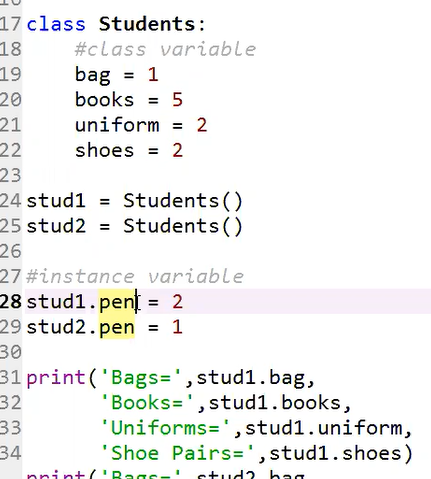 17 class Students:
18     #class variable
19     bag = 1
20     books = 5
21     uniform = 2
22     shoes = 2
23
24 stud1 = Students()
25 stud2 = Students()
26
27 #instance variable
28 stud1.pen = 2
29 stud2.pen = 1
30
31 print('Bags=',stud1.bag,
32       'Books=',stud1.books,
33       'Uniforms=',stud1.uniform,
34       'Shoe Pairs=',stud1.shoes)
print('Bags=',stud2.bag